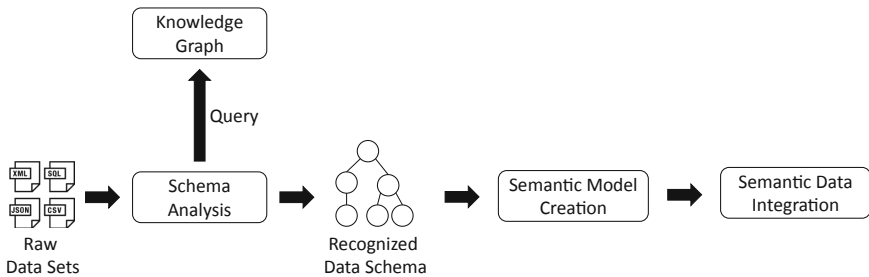 Knowledge
Graph
Query
XML
SQL
JSON
CSV
Raw
Data Sets
Schema
Analysis
Recognized
Data Schema
Semantic Model
Creation
Semantic Data
Integration